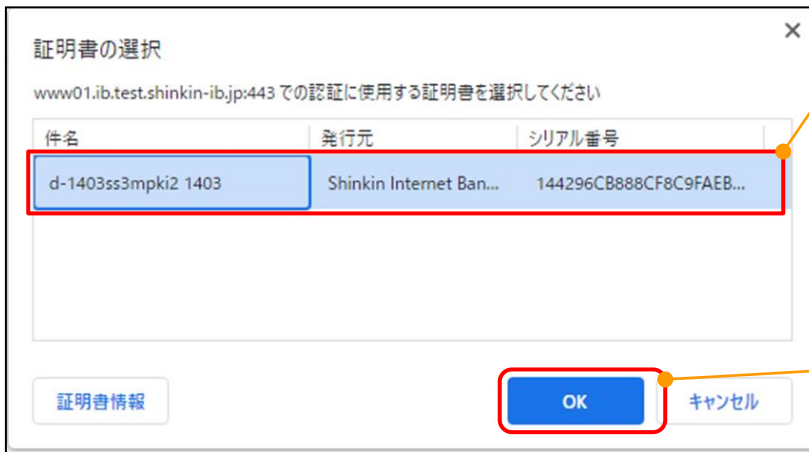 証明書の選択
www01.ib.test.shinkin-ib.jp:443 での認証に使用する証明書を選択してください
件名 発行元 シリアル番号
d-1403ss3mpki2 1403 Shinkin Internet Ban... 144296CB888CF8C9FAEB...
証明書情報 OK キャンセル